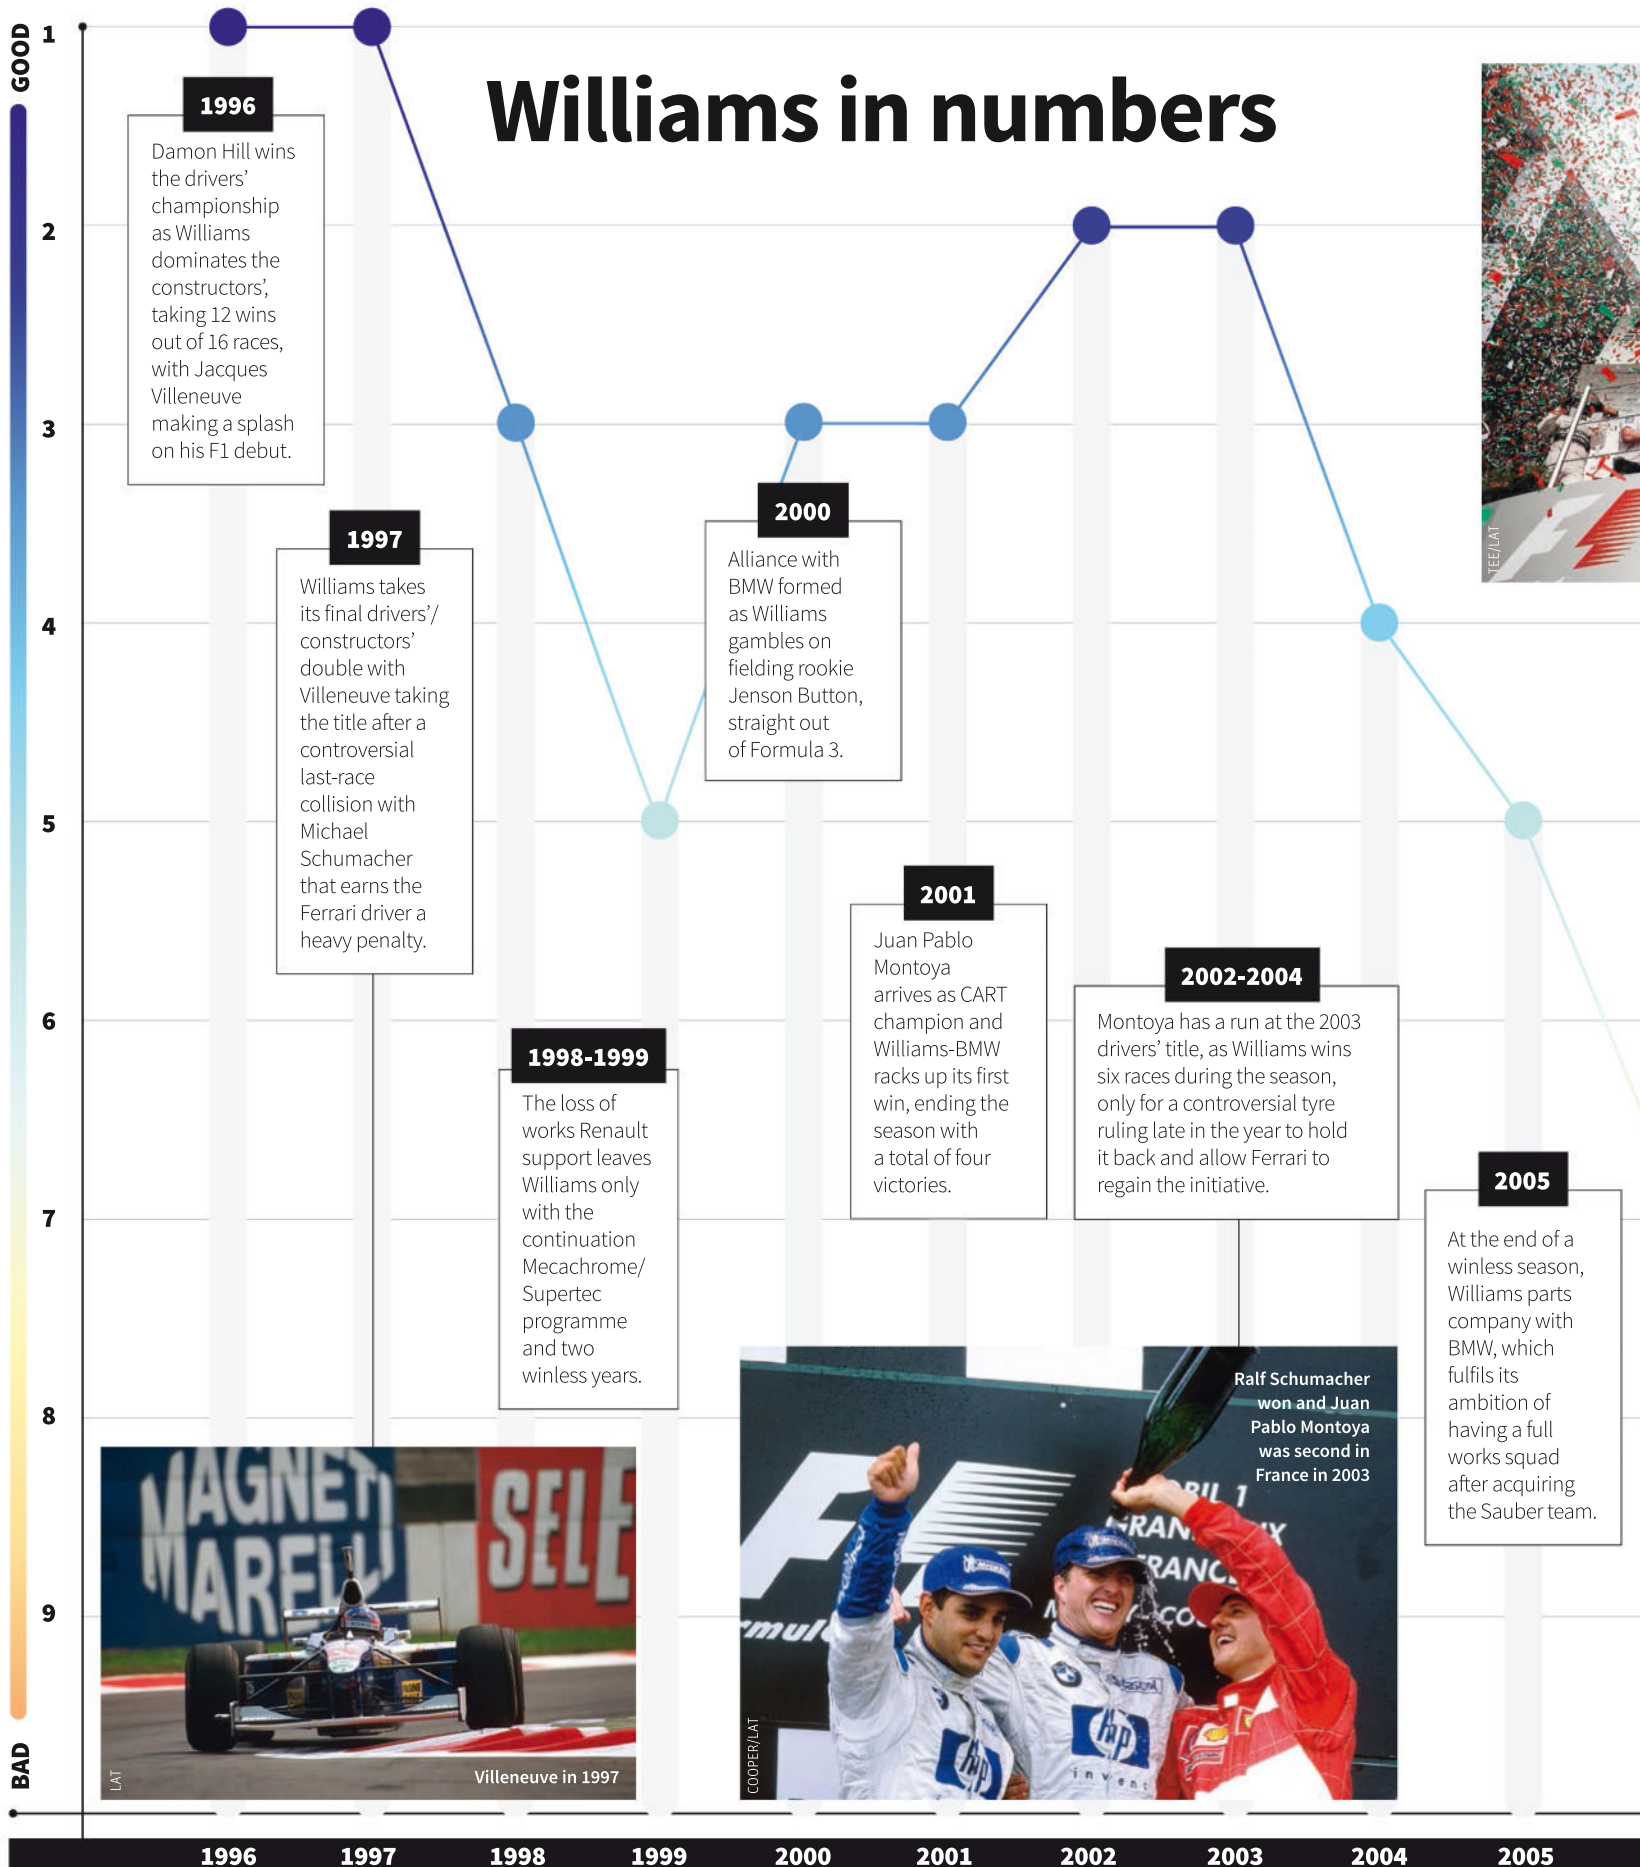 Williams in numbers
GOOD
1
2
3
4
5
6
7
8
9
BAD
1996
Damon Hill wins
the drivers’
championship
as Williams
dominates the
constructors’,
taking 12 wins
out of 16 races,
with Jacques
Villeneuve
making a splash
on his F1 debut.
1997
Williams takes
its final drivers’/
constructors’
double with
Villeneuve taking
the title after a
controversial
last-race
collision with
Michael
Schumacher
that earns the
Ferrari driver a
heavy penalty.
1998-1999
The loss of
works Renault
support leaves
Williams only
with the
continuation
Mecachrome/
Supertec
programme
and two
winless years.
2000
Alliance with
BMW formed
as Williams
gambles on
fielding rookie
Jenson Button,
straight out
of Formula 3.
2001
Juan Pablo
Montoya
arrives as CART
champion and
Williams-BMW
racks up its first
win, ending the
season with
a total of four
victories.
2002-2004
Montoya has a run at the 2003
drivers’ title, as Williams wins
six races during the season,
only for a controversial tyre
ruling late in the year to hold
it back and allow Ferrari to
regain the initiative.
2005
At the end of a
winless season,
Williams parts
company with
BMW, which
fulfils its
ambition of
having a full
works squad
after acquiring
the Sauber team.
TEE/LAT
MAGNETI
MARELLI
SELE
LAT
Villeneuve in 1997
Ralf Schumacher
won and Juan
Pablo Montoya
was second in
France in 2003
F1
BIL 1
GRAND
FRANC
hp
hp
invent
COOPER/LAT
1996 1997 1998 1999 2000 2001 2002 2003 2004 2005